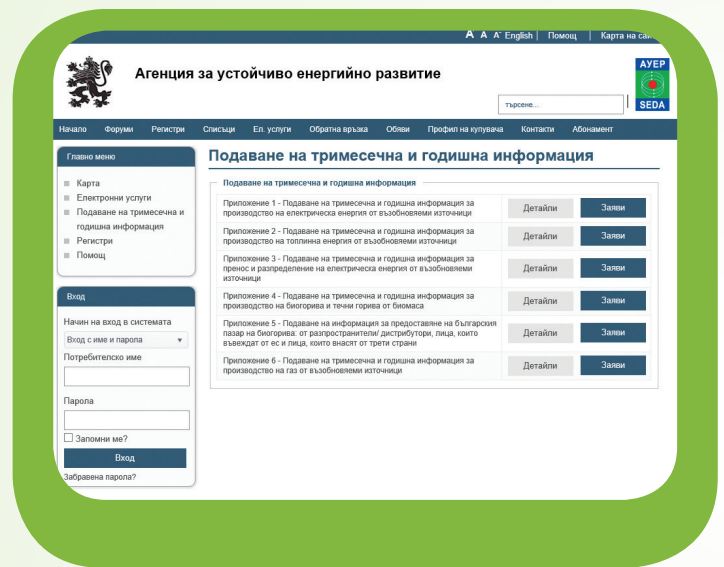 A A A- English | Помощ | Карта на сай
Агенция за устойчиво енергийно развитие
АУЕР
SEDA
търсене...
Начало Форуми Регистри Списъци Ел. услуги Обратна връзка Обяви Профил на купувача Контакти Абонамент
Главно меню
Карта
Електронни услуги
Подаване на тримесечна и
годишна информация
Регистри
Помощ
Вход
Начин на вход в системата
Вход с име и парола
Потребителско име
Парола
Запомни ме?
Вход
Забравена парола?
Подаване на тримесечна и годишна информация
Подаване на тримесечна и годишна информация
Приложение 1 - Подаване на тримесечна и годишна информация за
производство на електрическа енергия от възобновяеми източници
Детайли Заяви
Приложение 2 - Подаване на тримесечна и годишна информация за
производство на топлинна енергия от възобновяеми източници
Детайли Заяви
Приложение 3 - Подаване на тримесечна и годишна информация за
пренос и разпределение на електрическа енергия от възобновяеми
източници
Детайли Заяви
Приложение 4 - Подаване на тримесечна и годишна информация за
производство на биогорива и течни горива от биомаса
Детайли Заяви
Приложение 5 - Подаване на информация за предоставяне на българския
пазар на биогорива: от разпространители/ дистрибутори, лица, които
въвеждат от ес и лица, които внасят от трети страни
Детайли Заяви
Приложение 6 - Подаване на тримесечна и годишна информация за
производство на газ от възобновяеми източници
Детайли Заяви